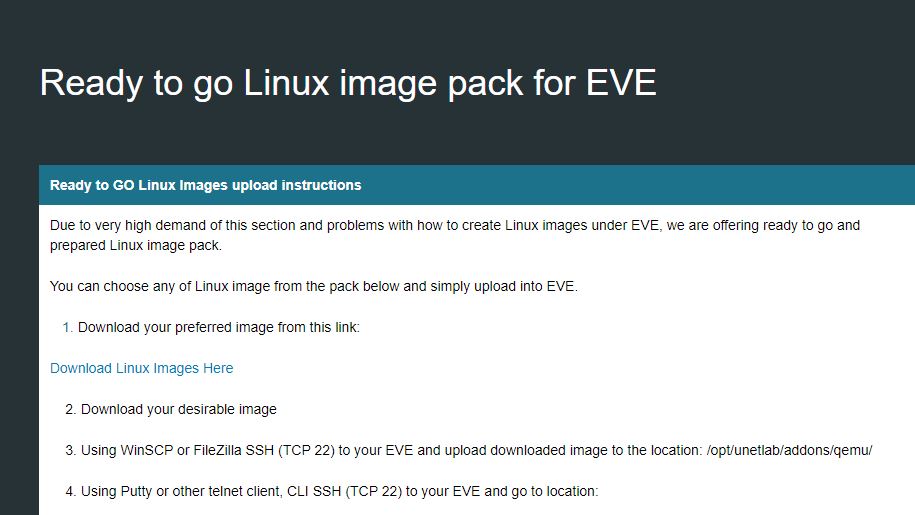 Ready to go Linux image pack for EVE
Ready to GO Linux Images upload instructions
Due to very high demand of this section and problems with how to create Linux images under EVE, we are offering ready to go and
prepared Linux image pack.
You can choose any of Linux image from the pack below and simply upload into EVE.
1. Download your preferred image from this link:
Download Linux Images Here
2. Download your desirable image
3. Using WinSCP or FileZilla SSH (TCP 22) to your EVE and upload downloaded image to the location: /opt/unetlab/addons/qemu/
4. Using Putty or other telnet client, CLI SSH (TCP 22) to your EVE and go to location: